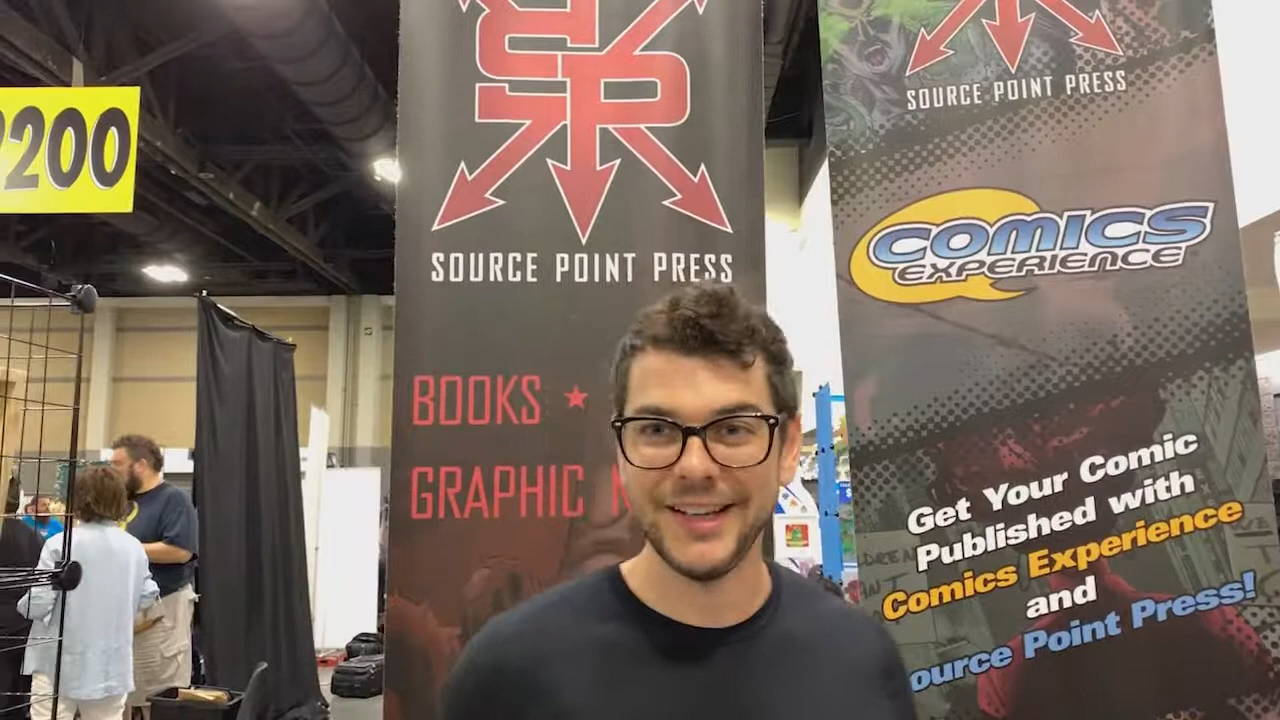 200
SOURCE POINT PRESS
BOOKS ★
GRAPHIC
SOURCE POINT PRESS
COMICS
EXPERIENCE
Get Your Comic
Published with
Comics Experience
and
ource Point Press!